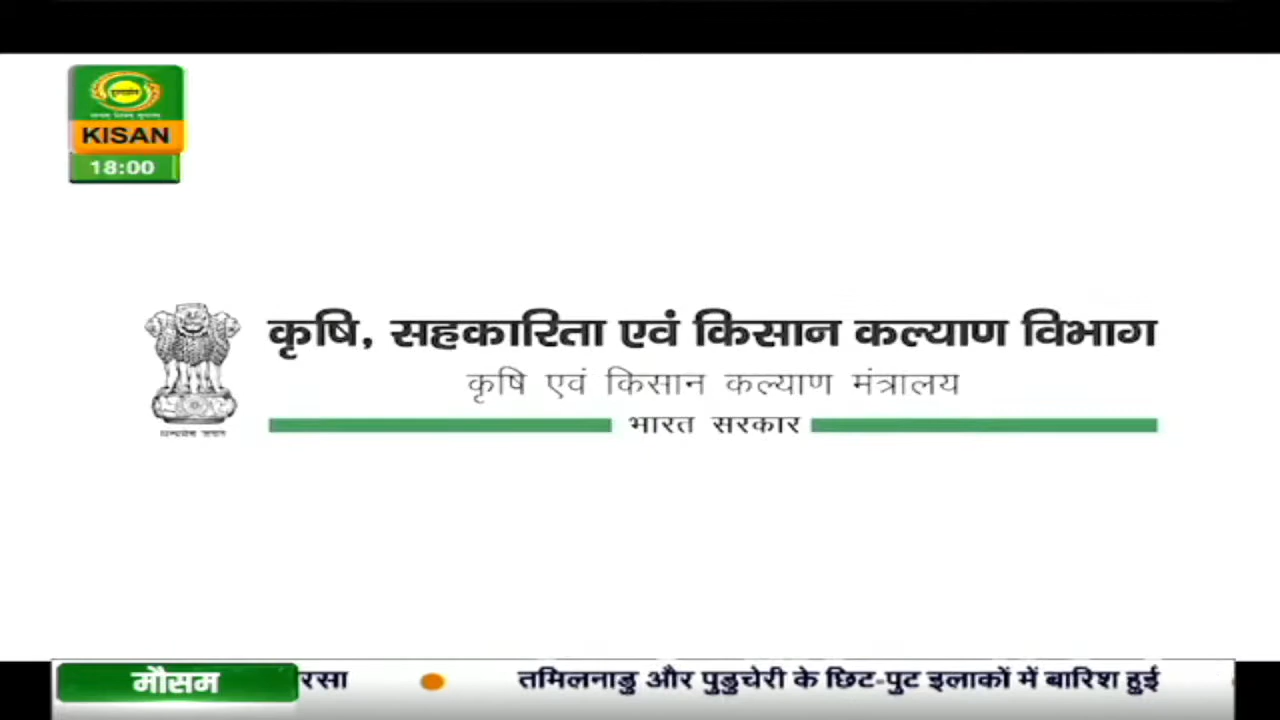 KISAN
18:00
कृषि, सहकारिता एवं किसान कल्याण विभाग
कृषि एवं किसान कल्याण मंत्रालय
भारत सरकार
मौसम
रसा
तमिलनाडु और पुडुचेरी के छिट-पुट इलाकों में बारिश हुई